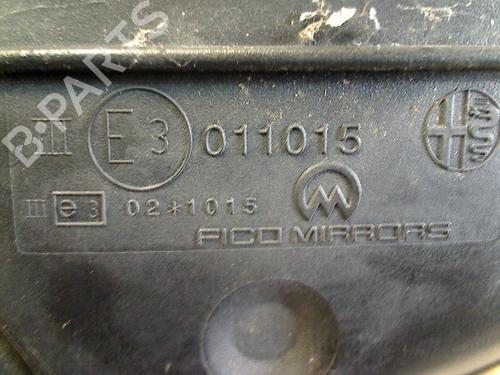 III E3 011015
III e3 02*1015
FICO MIRRORS
B-PARTS